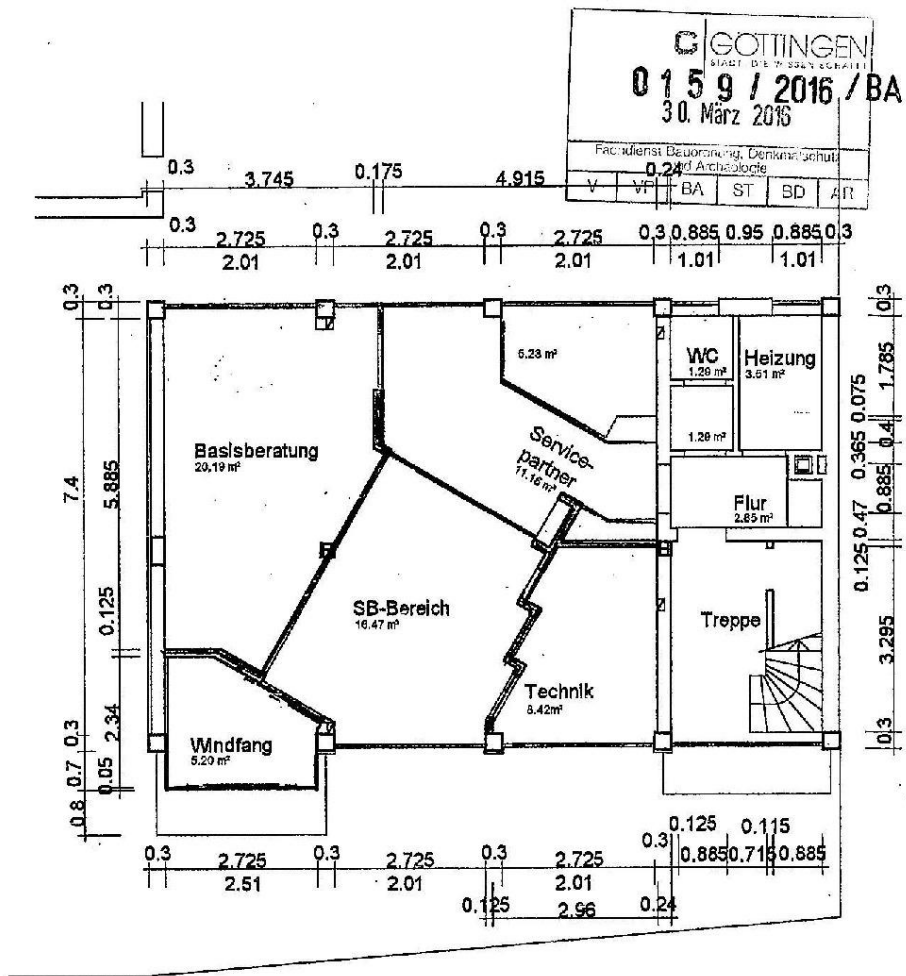 GÖTTINGEN
STADT, DIE WISSEN SCHAFFT
0159/2016/BA
30. März 2016
Fachdienst Bauordnung, Denkmalschutz
und Archäologie
V VP BA ST BD AR
0.3 3.745 0.175 4.915 0.24
0.3 2.725 0.3 2.725 0.3 2.725 0.3 0.885 0.95 0.885 0.3
2.01 2.01 2.01 1.01 1.01
0.3 0.3
7.4 5.885
0.125
0.3 2.34
0.7 0.05
0.8
Basisberatung
20,19 m²
WC
1.29 m²
Heizung
3.51 m²
1.29 m²
Service-
partner
11.16 m²
Flur
2.85 m²
SB-Bereich
16.47 m²
Treppe
Technik
8.42m²
Windfang
5.20 m²
0.3
1.785
0.075
0.4
0.365
0.885
0.47
0.125
3.295
0.3
0.125 0.115
0.3 2.725 0.3 2.725 0.3 2.725 0.3 0.885 0.715 0.885
2.51 2.01 2.01
0.125 2.96 0.24